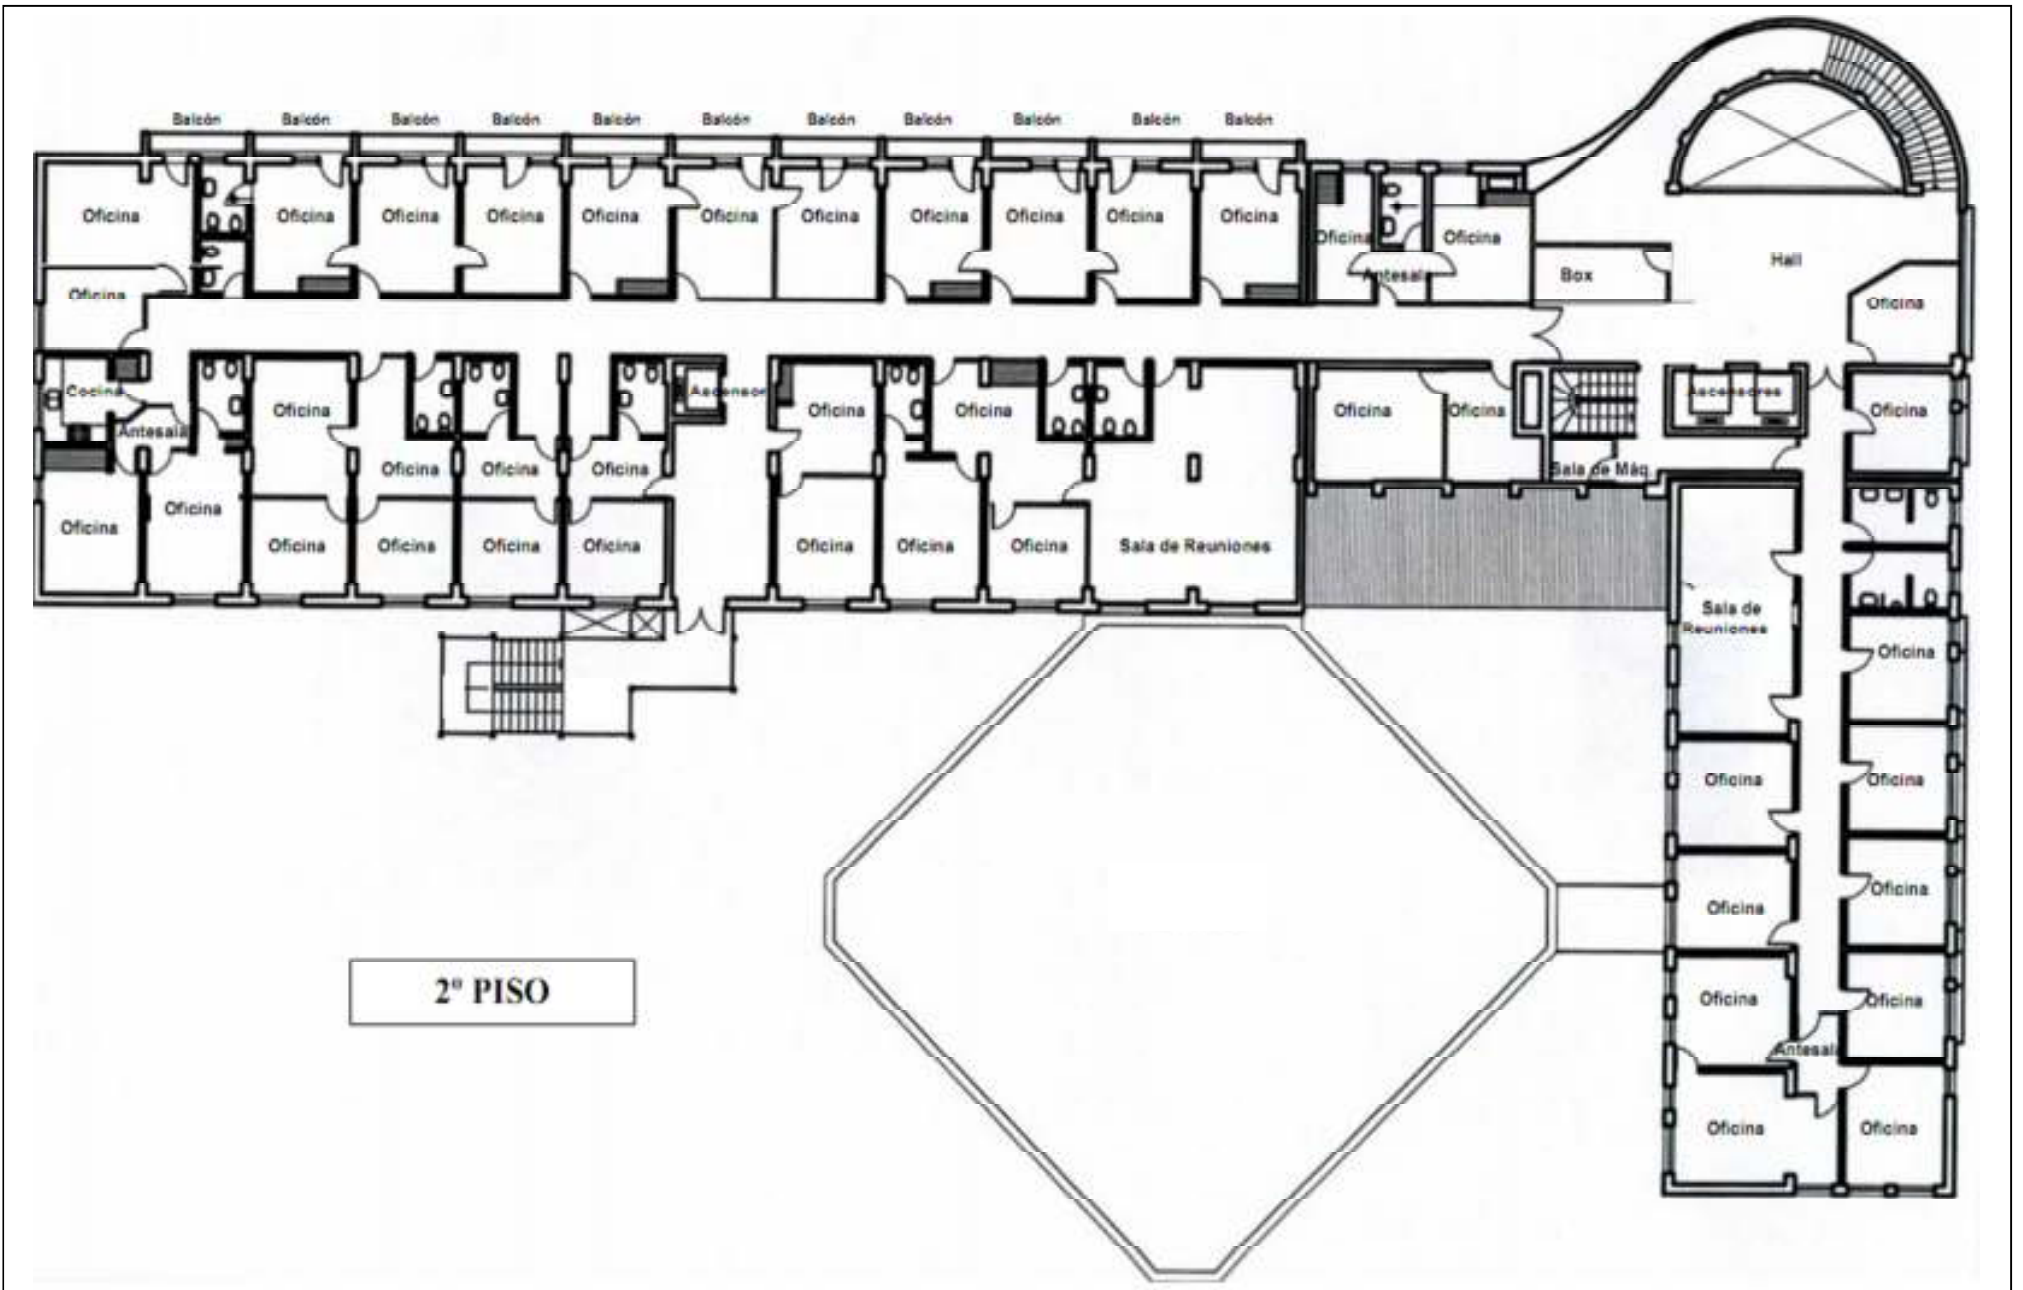 Balcón Balcón Balcón Balcón Balcón Balcón Balcón Balcón Balcón Balcón Balcón
Oficina Oficina Oficina Oficina Oficina Oficina Oficina Oficina Oficina Oficina Oficina
Oficina Oficina
Antesala
Box
Hall
Oficina
Oficina
Cocina
Antesala
Oficina
Ascensor
Oficina Oficina
Oficina Oficina
Ascensores
Oficina
Oficina Oficina Oficina
Sala de Máq
Oficina
Oficina
Oficina Oficina Oficina Oficina
Oficina Oficina Oficina
Sala de Reuniones
Sala de
Reuniones
Oficina
Oficina Oficina
Oficina Oficina
Oficina Oficina
Antesala
Oficina Oficina
2º PISO